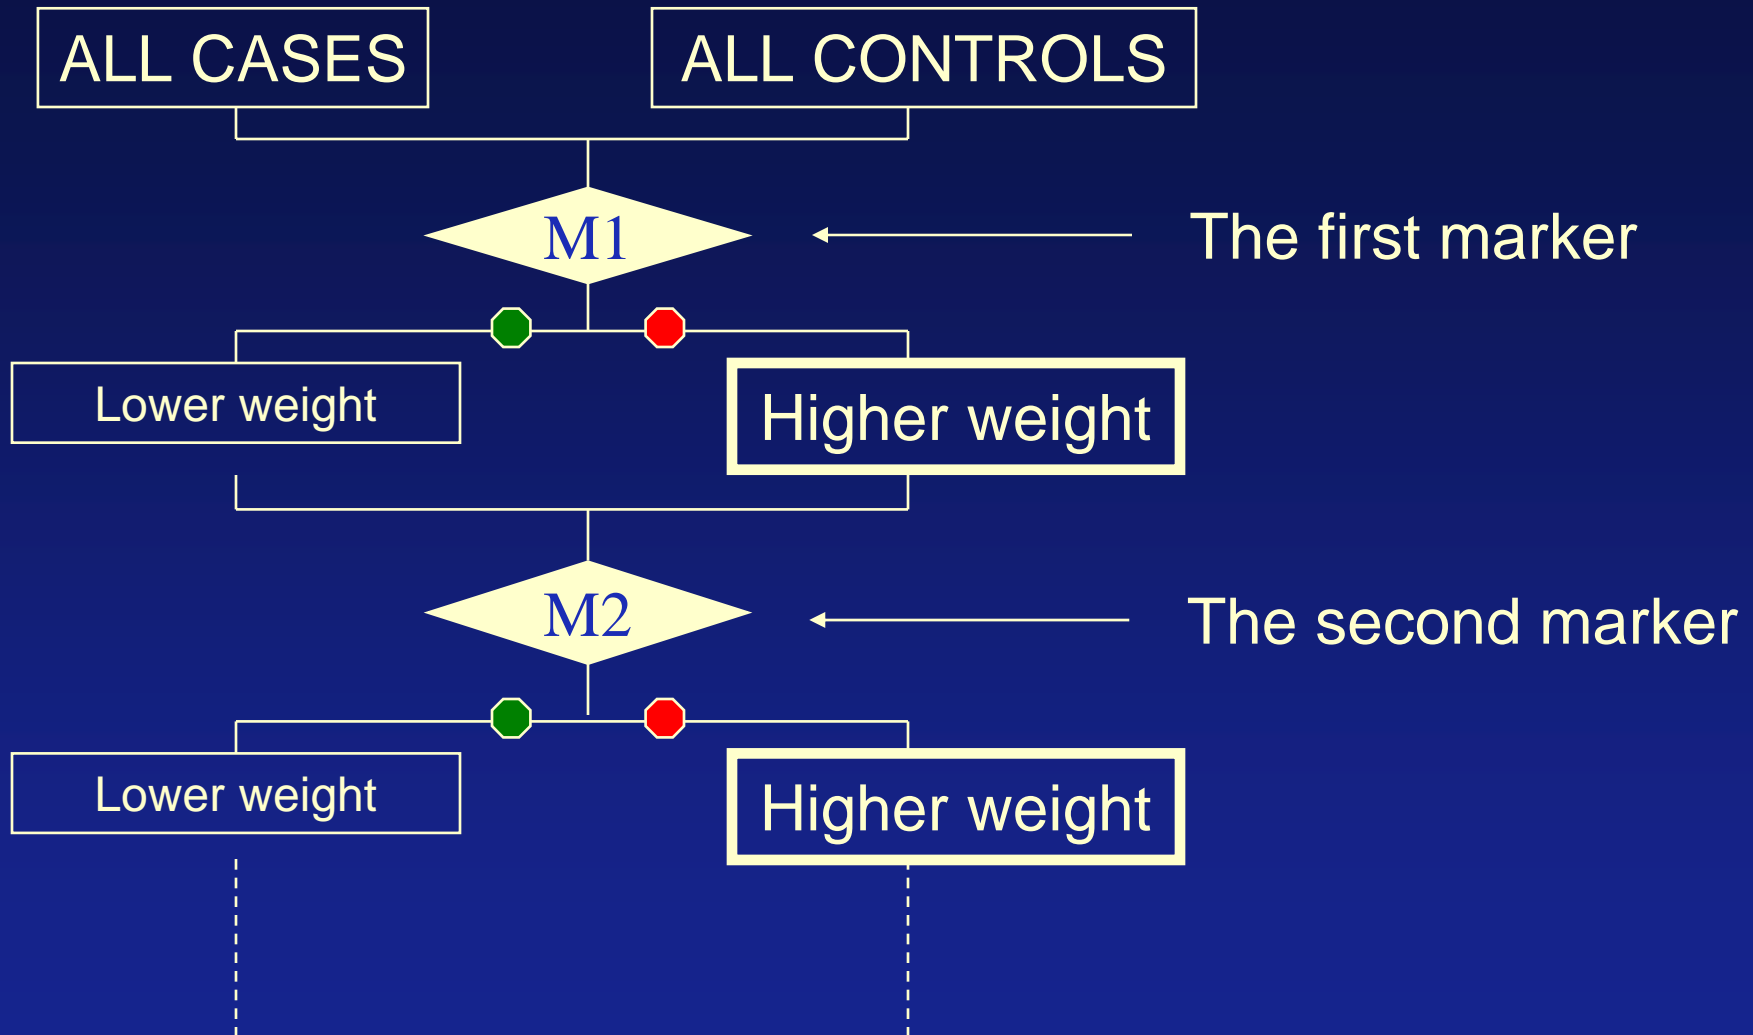 ALL CASES
ALL CONTROLS
M1
The first marker
Lower weight
Higher weight
M2
The second marker
Lower weight
Higher weight